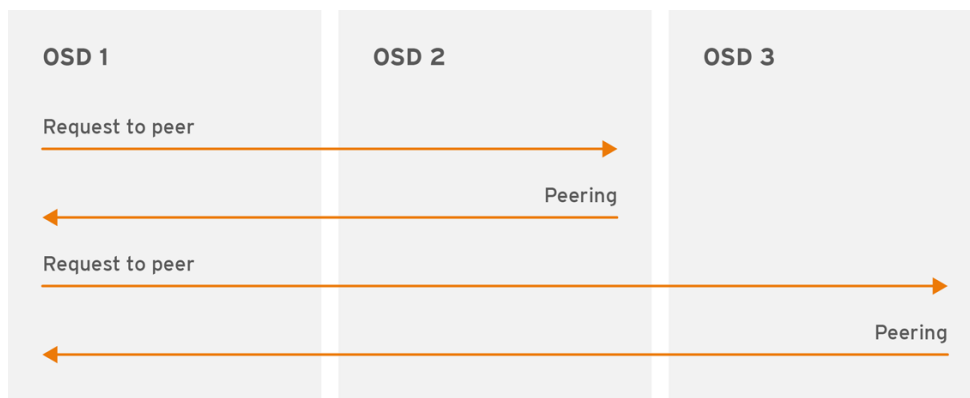 OSD 1
OSD 2
OSD 3
Request to peer
Peering
Request to peer
Peering